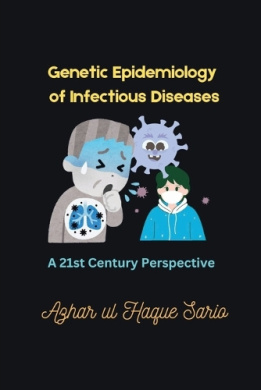 Genetic Epidemiology
of Infectious Diseases
A 21st Century Perspective
Azhar ul Haque Sario